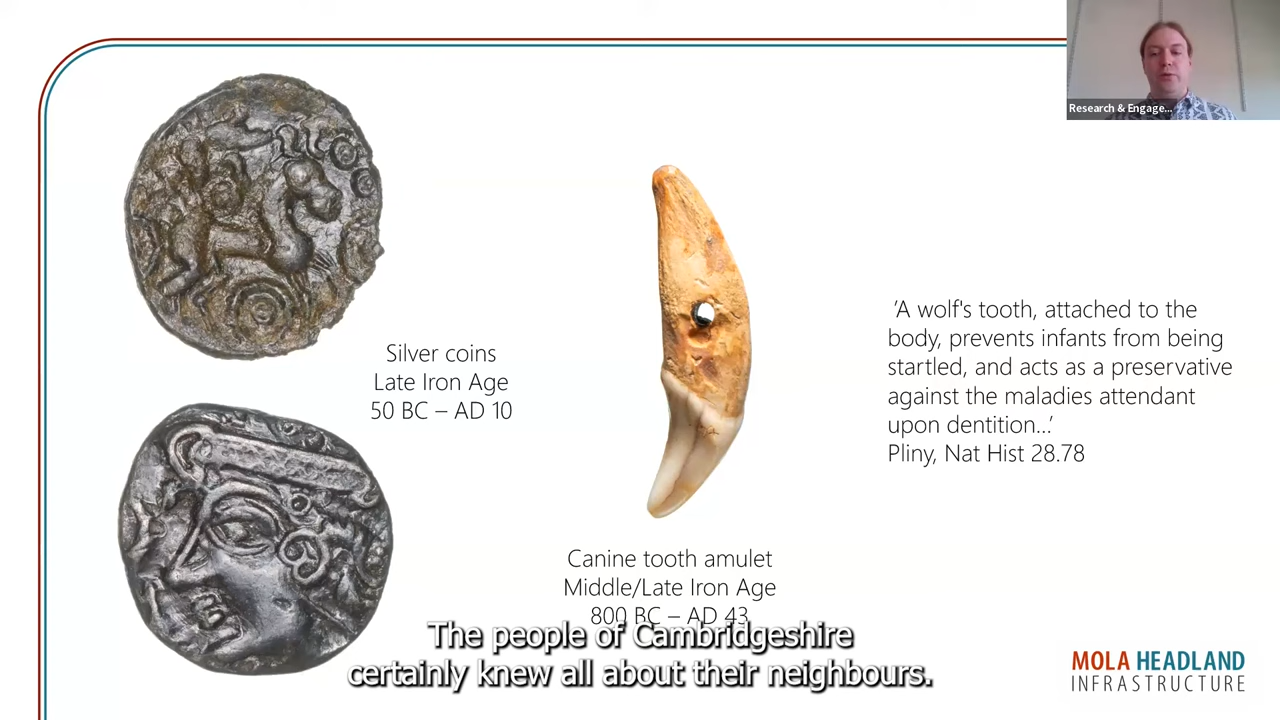 Research & Engage...
Silver coins
Late Iron Age
50 BC – AD 10
'A wolf's tooth, attached to the
body, prevents infants from being
startled, and acts as a preservative
against the maladies attendant
upon dentition...'
Pliny, Nat Hist 28.78
Canine tooth amulet
Middle/Late Iron Age
800 BC – AD 43
The people of Cambridgeshire
certainly knew all about their neighbours.
MOLA HEADLAND
INFRASTRUCTURE